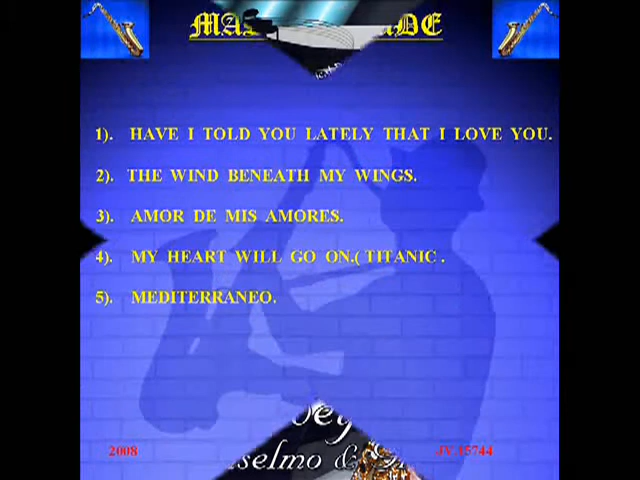 1). HAVE I TOLD YOU LATELY THAT I LOVE YOU.
2). THE WIND BENEATH MY WINGS.
3). AMOR DE MIS AMORES.
4). MY HEART WILL GO ON.( TITANIC .
5). MEDITERRANEO.
2008
JV.15744